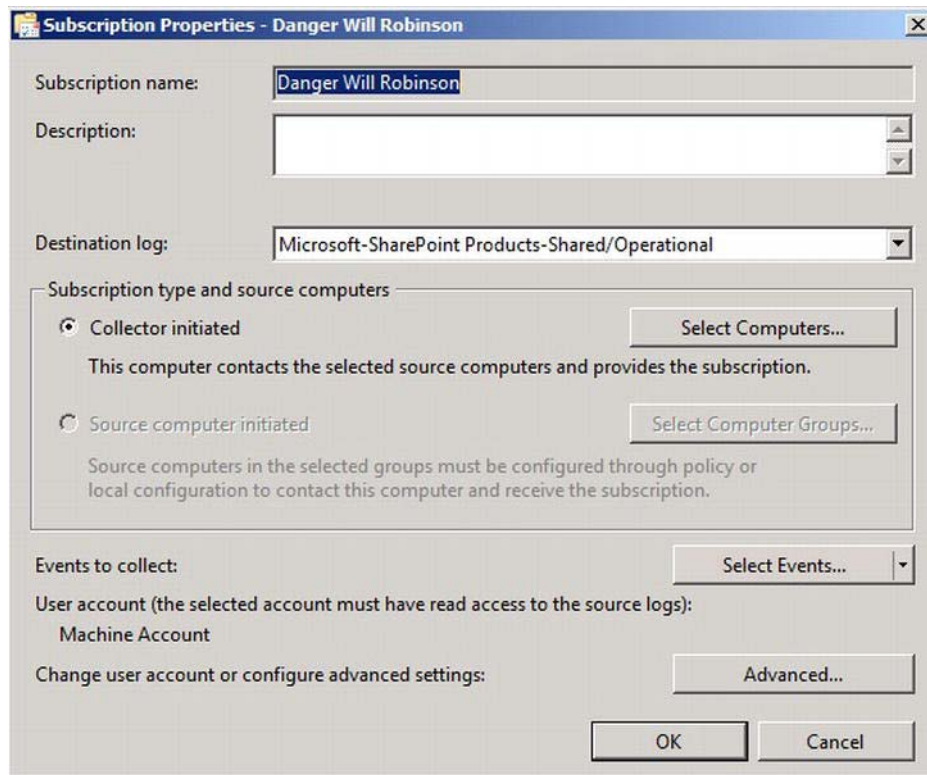 Subscription Properties - Danger Will Robinson
Subscription name:
Danger Will Robinson
Description:
Destination log:
Microsoft-SharePoint Products-Shared/Operational
Subscription type and source computers
Collector initiated
Select Computers...
This computer contacts the selected source computers and provides the subscription.
Source computer initiated
Select Computer Groups...
Source computers in the selected groups must be configured through policy or
local configuration to contact this computer and receive the subscription.
Events to collect:
Select Events...
User account (the selected account must have read access to the source logs):
Machine Account
Change user account or configure advanced settings:
Advanced...
OK
Cancel